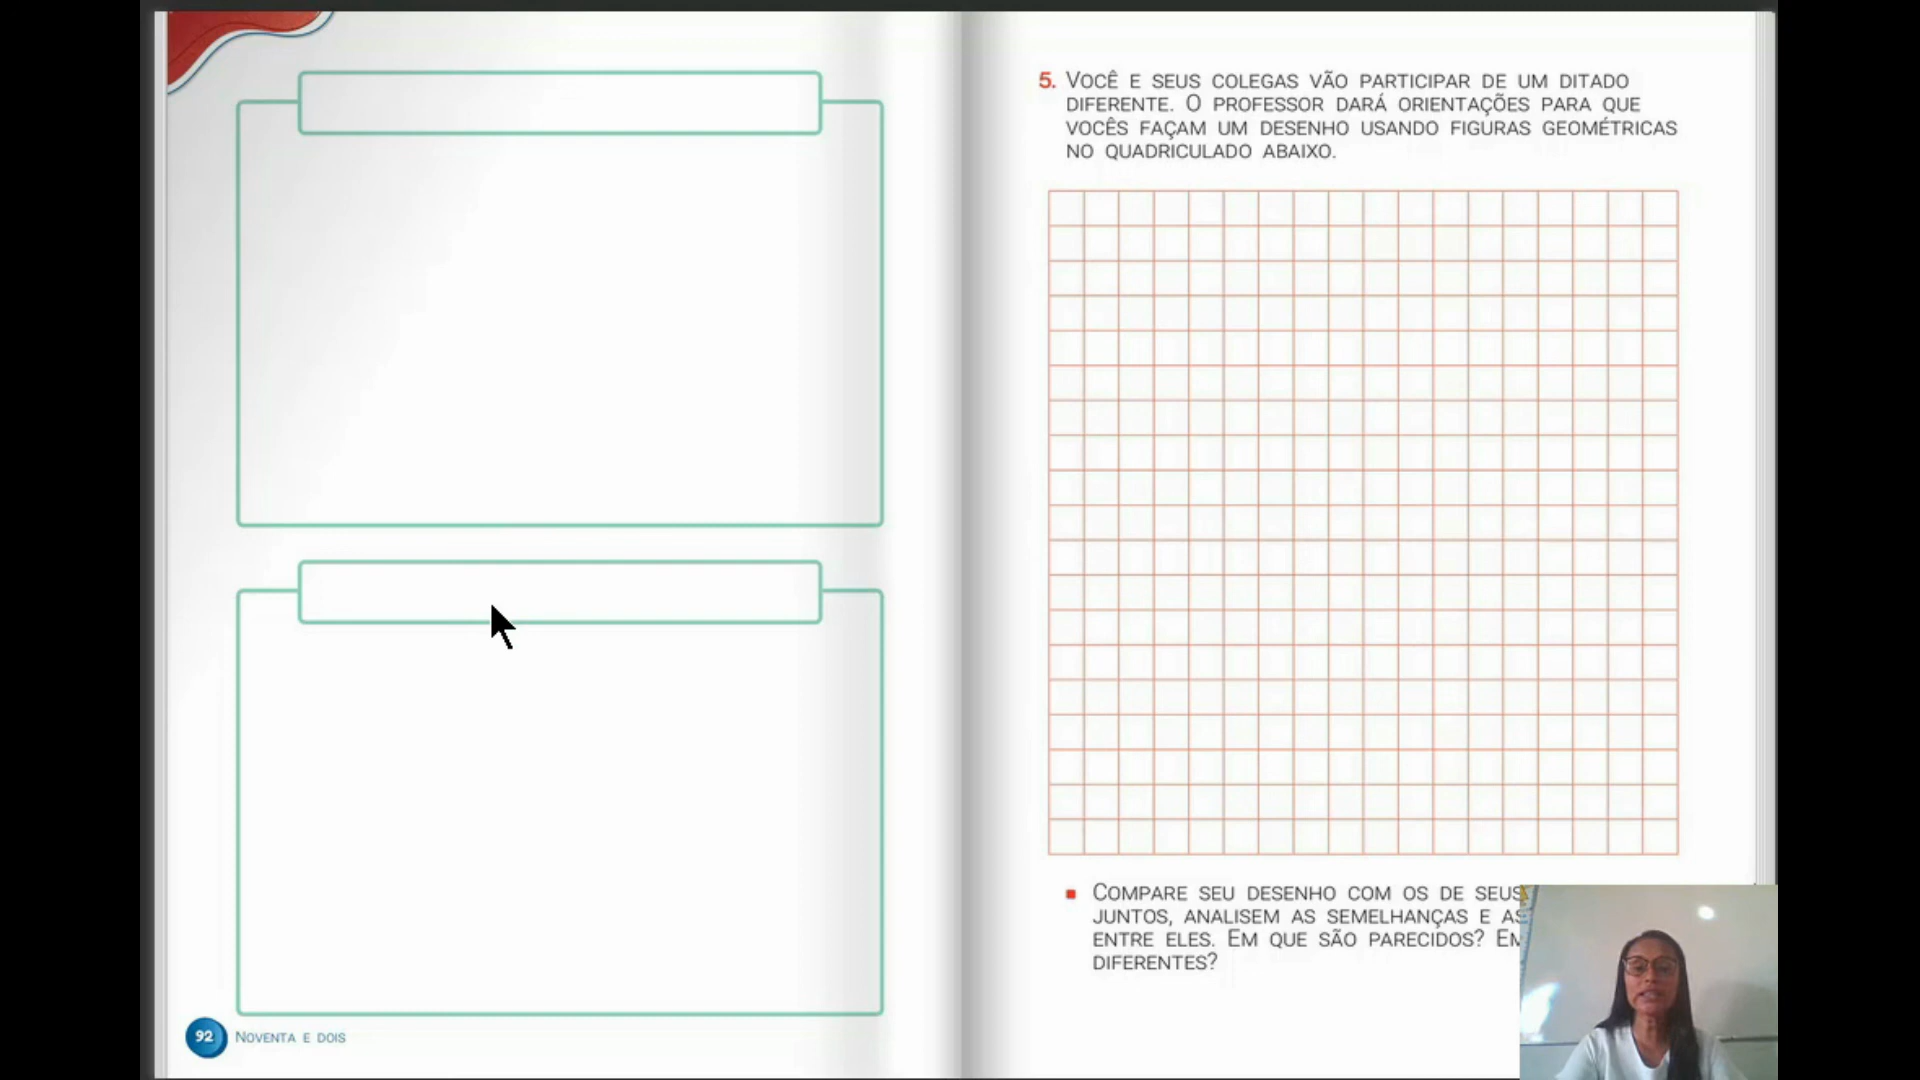 5. VOCÊ E SEUS COLEGAS VÃO PARTICIPAR DE UM DITADO
DIFERENTE. O PROFESSOR DARÁ ORIENTAÇÕES PARA QUE
VOCÊS FAÇAM UM DESENHO USANDO FIGURAS GEOMÉTRICAS
NO QUADRICULADO ABAIXO.
COMPARE SEU DESENHO COM OS DE SEUS
JUNTOS, ANALISEM AS SEMELHANÇAS E AS
ENTRE ELES. EM QUE SÃO PARECIDOS? EM
DIFERENTES?
92 NOVENTA E DOIS